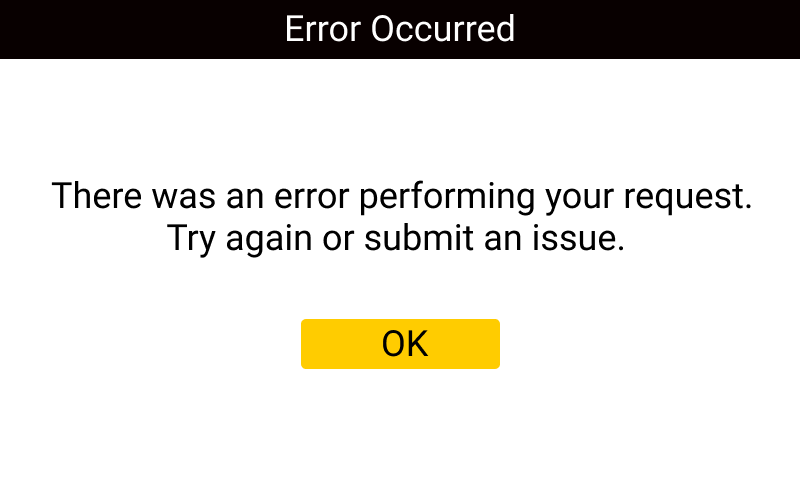 Error Occurred
There was an error performing your request.
Try again or submit an issue.
OK